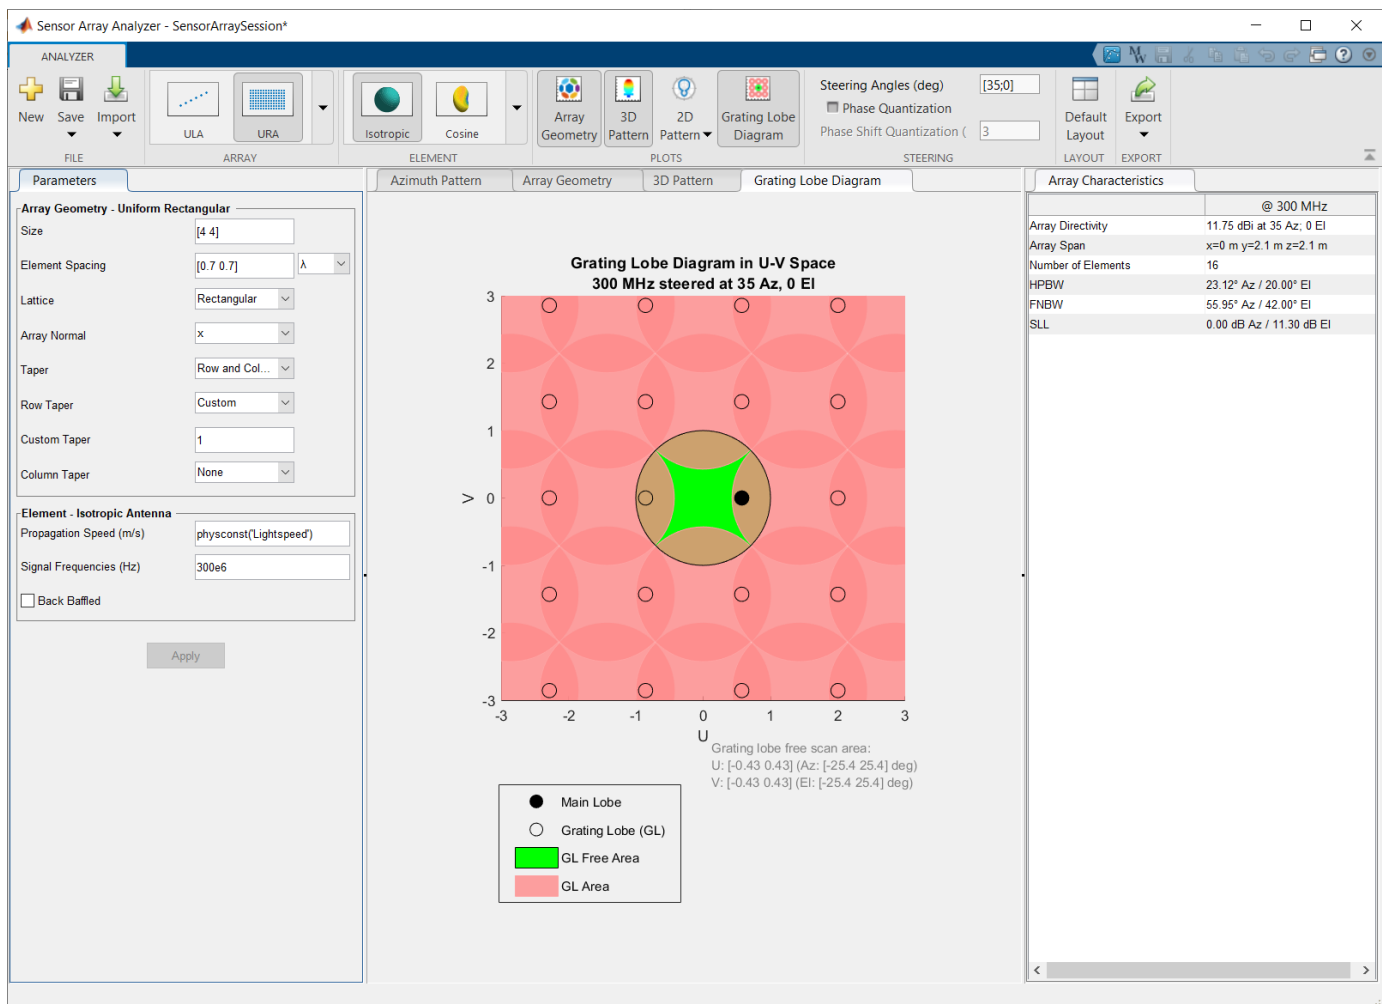 Sensor Array Analyzer - SensorArraySession*
ANALYZER
New
Save
Import
FILE
ULA
URA
ARRAY
Isotropic
Cosine
ELEMENT
Array Geometry
3D Pattern
2D Pattern
Grating Lobe Diagram
PLOTS
Steering Angles (deg) [35;0]
Phase Quantization
Phase Shift Quantization ( 3
STEERING
Default Layout
LAYOUT
Export
EXPORT
Parameters
Array Geometry - Uniform Rectangular
Size [4 4]
Element Spacing [0.7 0.7] λ
Lattice Rectangular
Array Normal x
Taper Row and Col...
Row Taper Custom
Custom Taper 1
Column Taper None
Element - Isotropic Antenna
Propagation Speed (m/s) physconst('Lightspeed')
Signal Frequencies (Hz) 300e6
Back Baffled
Apply
Azimuth Pattern
Array Geometry
3D Pattern
Grating Lobe Diagram
Grating Lobe Diagram in U-V Space
300 MHz steered at 35 Az, 0 El
3
2
1
0
-1
-2
-3
V
-3 -2 -1 0 1 2 3
U
Grating lobe free scan area:
U: [-0.43 0.43] (Az: [-25.4 25.4] deg)
V: [-0.43 0.43] (El: [-25.4 25.4] deg)
Main Lobe
Grating Lobe (GL)
GL Free Area
GL Area
Array Characteristics
@ 300 MHz
Array Directivity 11.75 dBi at 35 Az; 0 El
Array Span x=0 m y=2.1 m z=2.1 m
Number of Elements 16
HPBW 23.12° Az / 20.00° El
FNBW 55.95° Az / 42.00° El
SLL 0.00 dB Az / 11.30 dB El